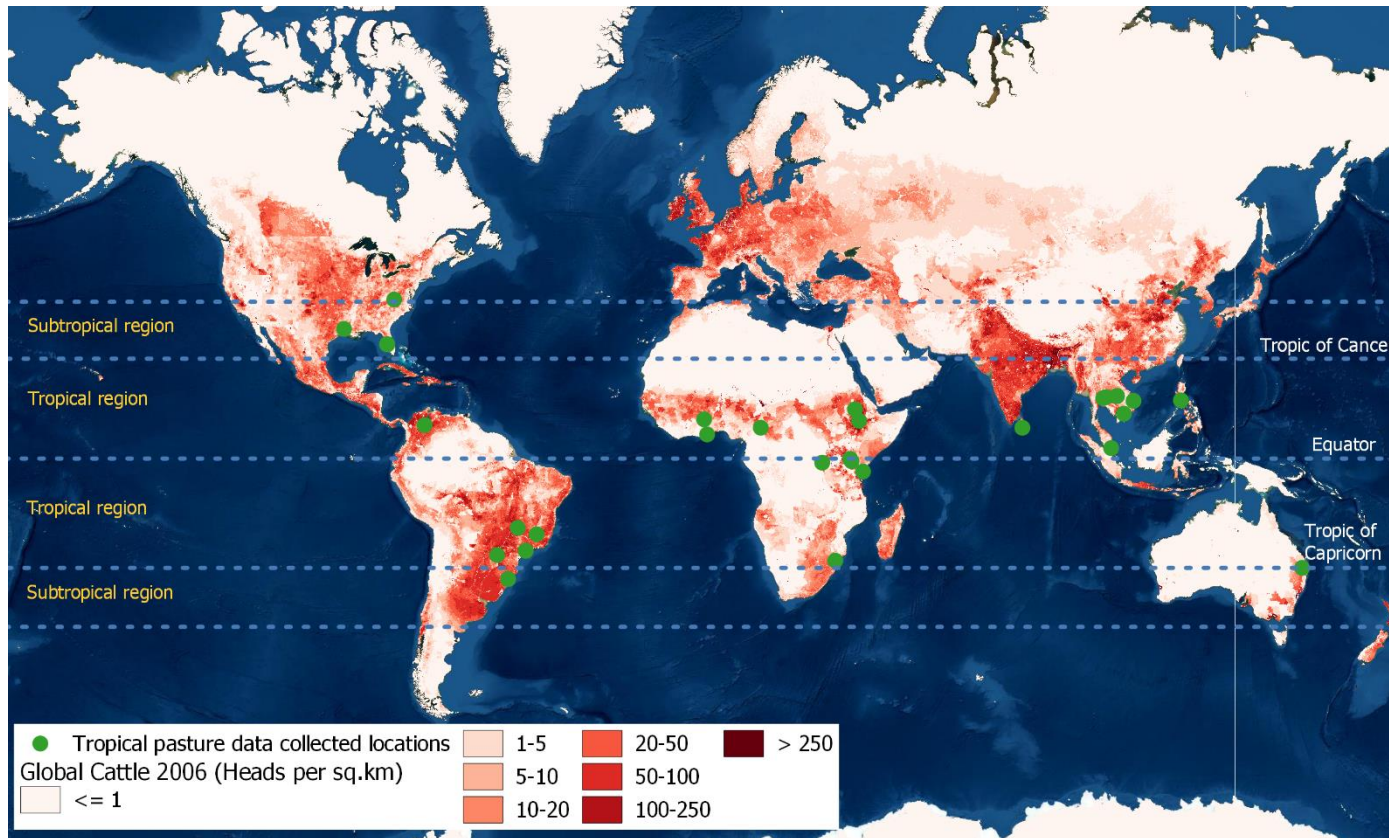 Subtropical region
Tropic of Cance
Tropical region
Equator
Tropical region
Tropic of
Capricorn
Subtropical region
Tropical pasture data collected locations
Global Cattle 2006 (Heads per sq.km)
<= 1
1-5
5-10
10-20
20-50
50-100
100-250
> 250